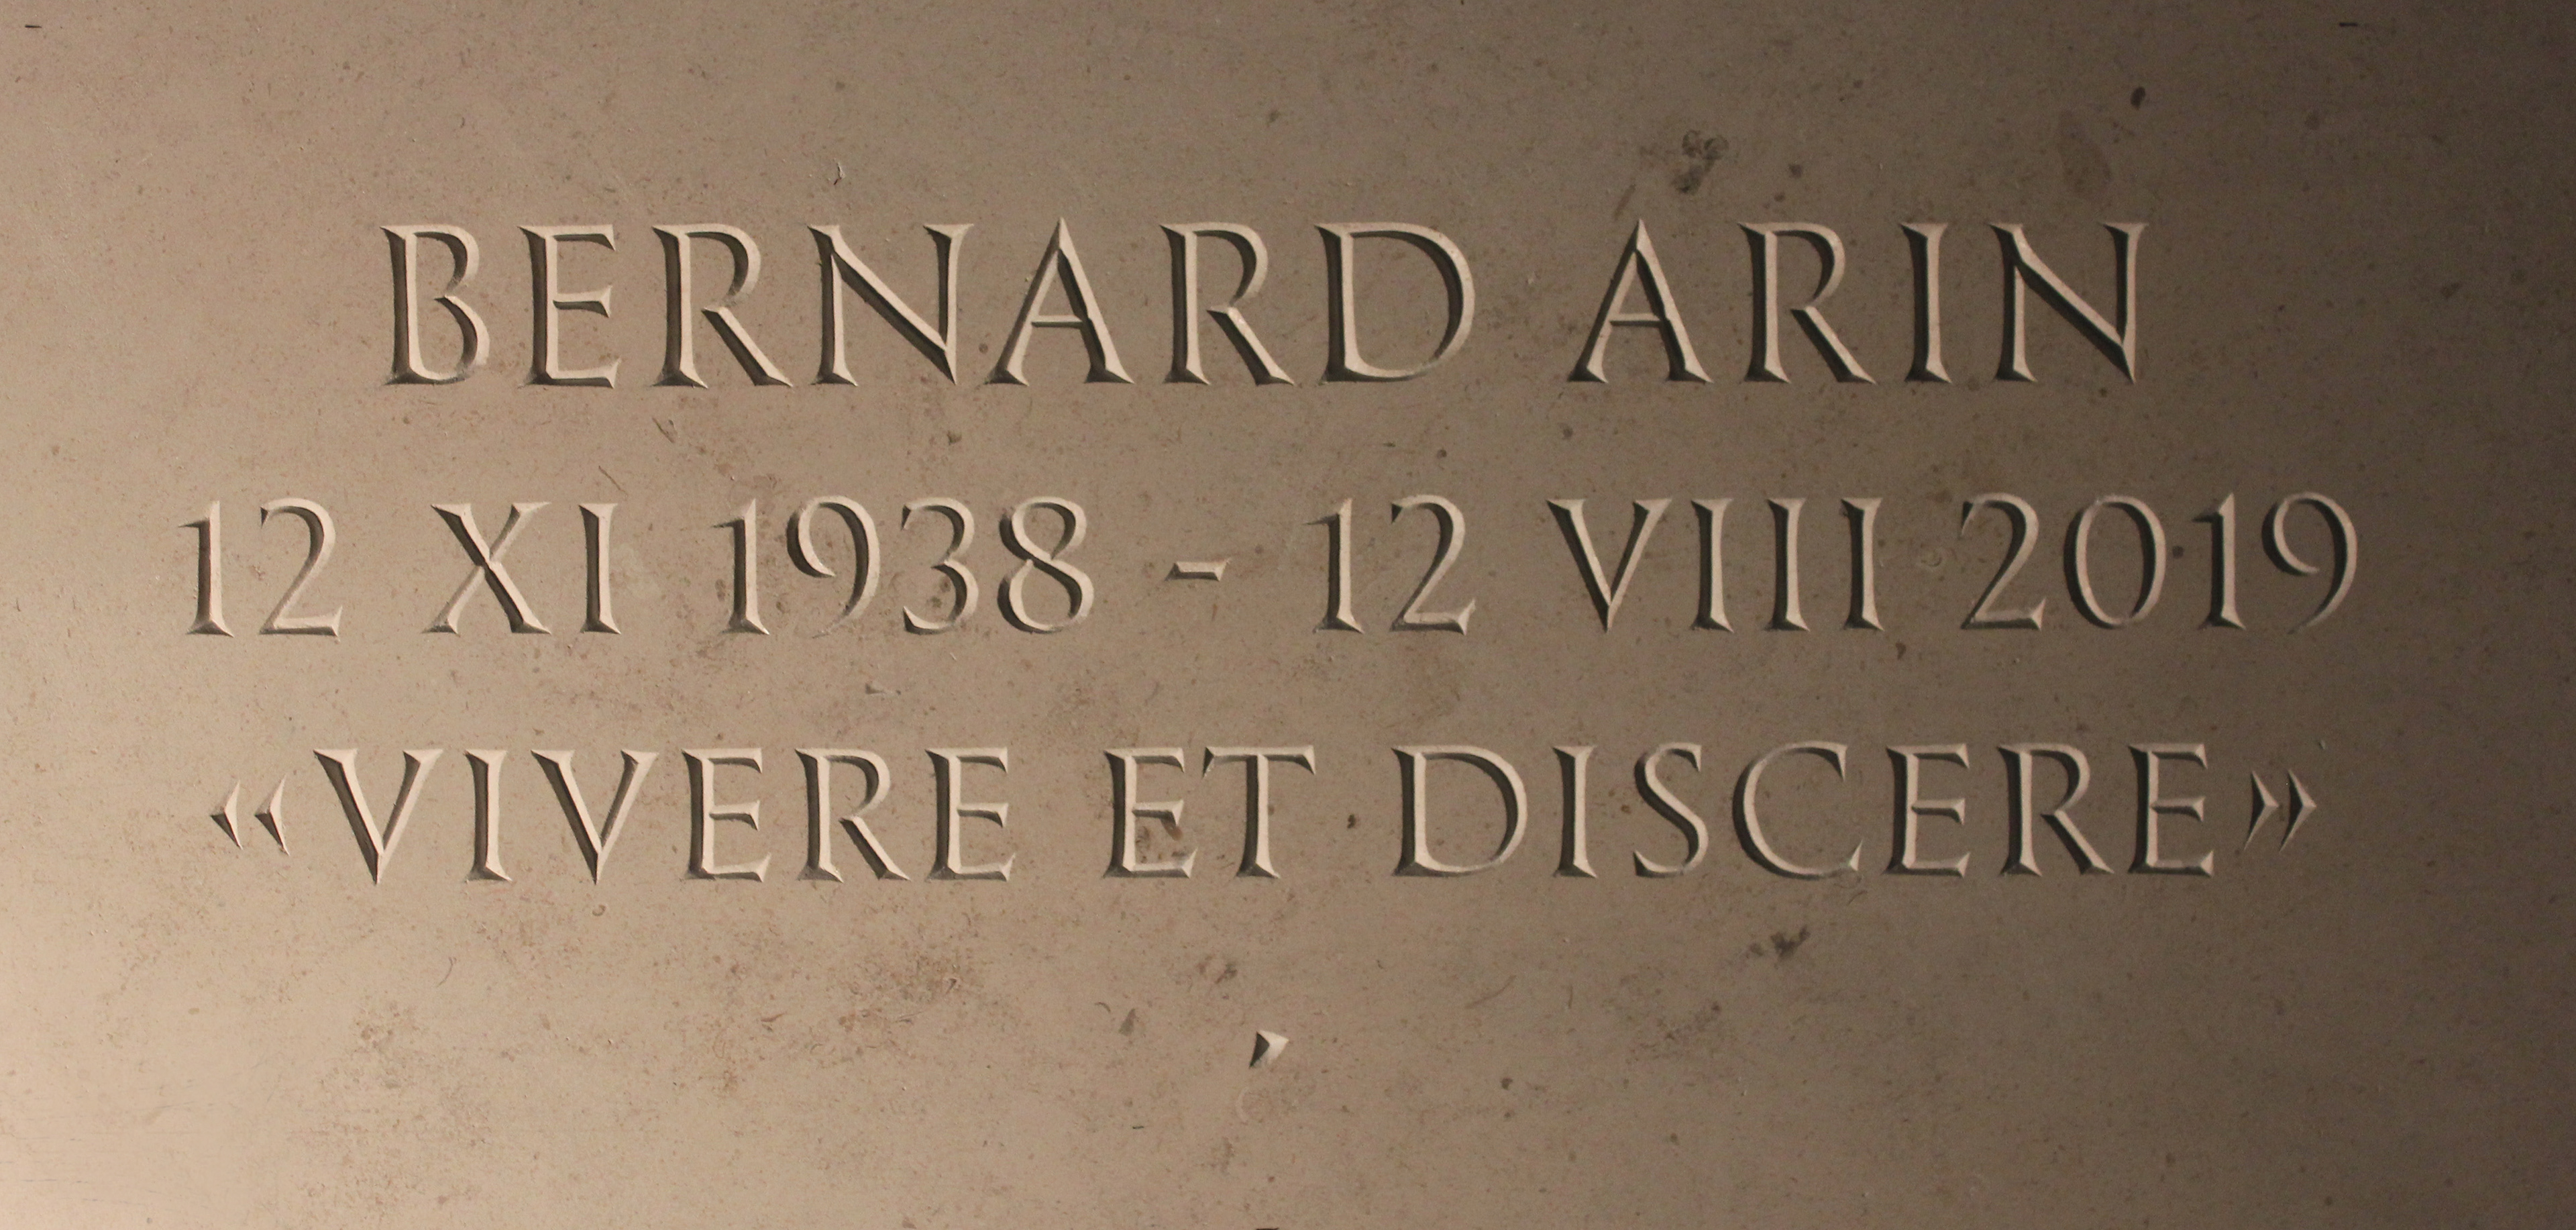 BERNARD ARIN
12 XI 1938 - 12 VIII 2019
«VIVERE ET DISCERE»